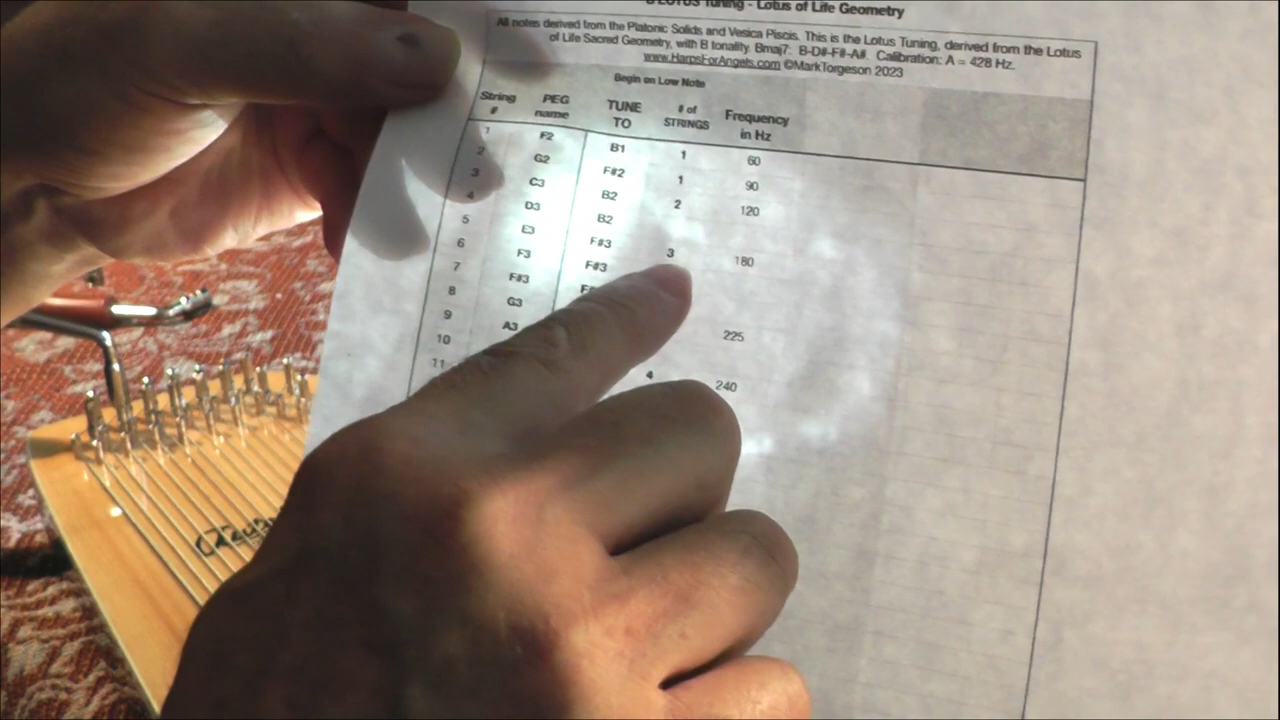 LOTUS Tuning - Lotus of Life Geometry
All notes derived from the Platonic Solids and Vesica Piscis. This is the Lotus Tuning, derived from the Lotus
of Life Sacred Geometry, with B tonality. Bmaj7: B-D#-F#-A#. Calibration: A = 428 Hz.
www.HarpsForAngels.com ©MarkTorgeson 2023
Begin on Low Note
String # PEG name TUNE TO # of STRINGS Frequency in Hz
1 F2 B1 1 60
2 G2 F#2 1 90
3 C3 B2 2 120
4 D3 B2
5 E3 F#3 3 180
6 F3 F#3
7 F#3
8 G3 225
9 A3
10 4 240
11